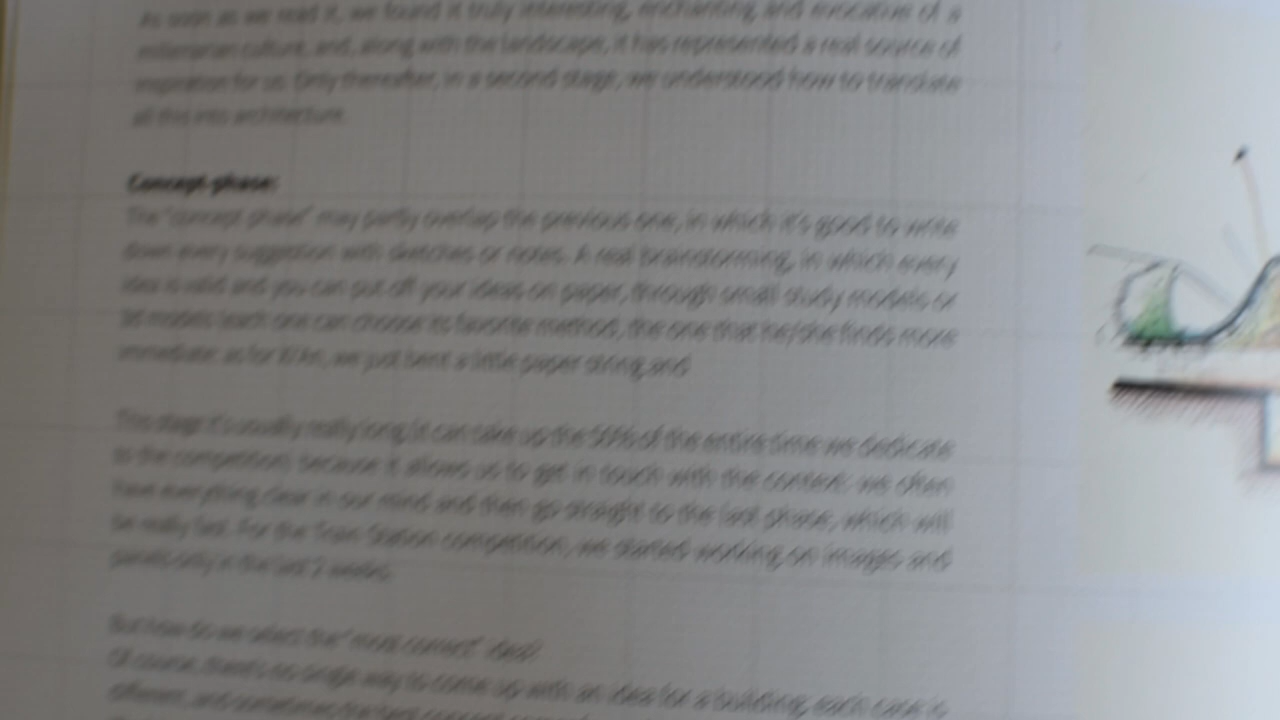 As soon as we read it, we found it truly interesting, enchanting, and evocative of a
millenarian culture, and, along with the landscape, it has represented a real source of
inspiration for us. Only thereafter, in a second stage, we understood how to translate
all this into architecture.
Concept phase:
The "concept phase" may partly overlap the previous one, in which it's good to write
down every suggestion with sketches or notes. A real brainstorming, in which every
idea is valid and you can put off your ideas on paper, through small study models or
3d models (each one can choose its favorite method, the one that he/she finds more
immediate: as for we just bent a little paper string and
This stage it's usually really long (it can take up the 50% of the entire time we dedicate
to the competition), because it allows us to get in touch with the context: we often
have everything clear in our mind and then go straight to the last phase, which will
be really fast. For the Train Station competition, we started working on images and
panels only in the last 2 weeks.
But how do we select the "most correct" idea?
Of course, there's no single way to come up with an idea for a building, each case is
different, and sometimes the best concept